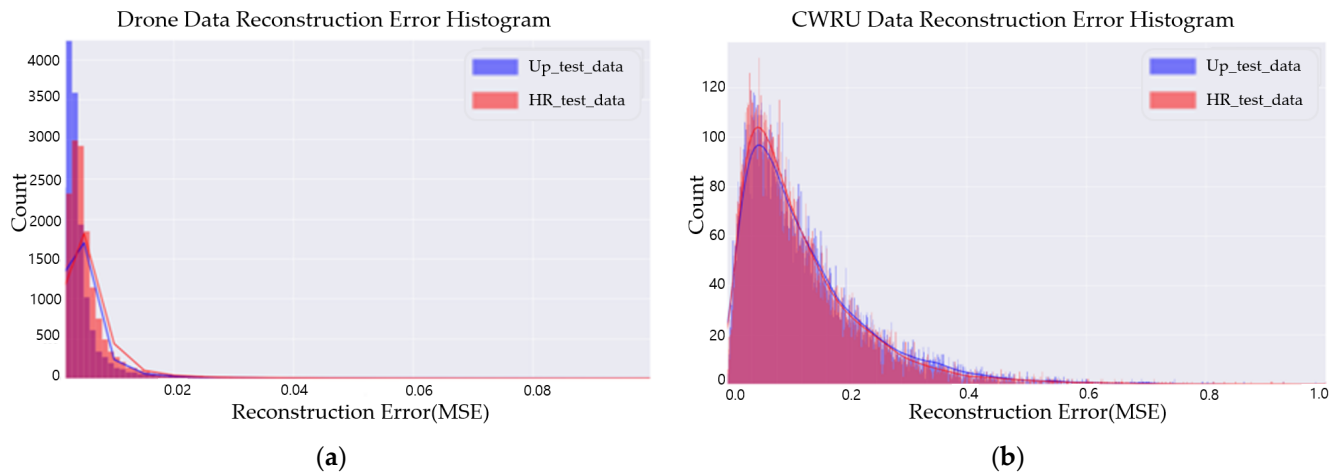 Drone Data Reconstruction Error Histogram
Up_test_data
HR_test_data
4000
3500
3000
2500
2000
1500
1000
500
0
Count
0.02 0.04 0.06 0.08
Reconstruction Error(MSE)
(a)
CWRU Data Reconstruction Error Histogram
Up_test_data
HR_test_data
120
100
80
60
40
20
0
Count
0.0 0.2 0.4 0.6 0.8 1.0
Reconstruction Error(MSE)
(b)